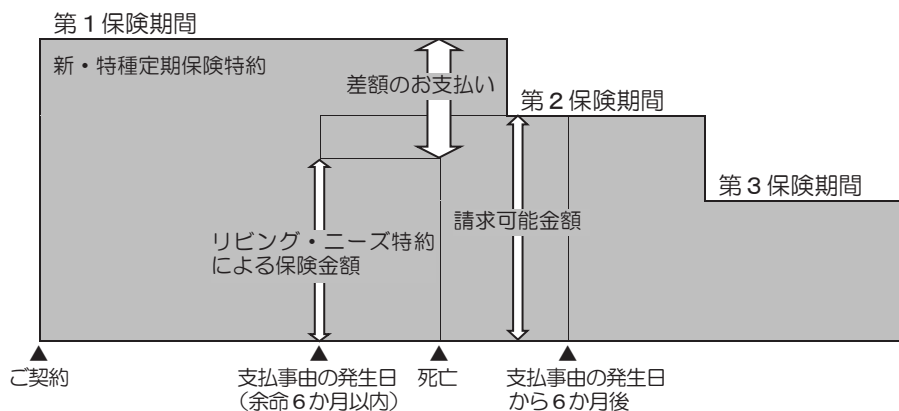 第1保険期間
新・特種定期保険特約
差額のお支払い
第2保険期間
第3保険期間
請求可能金額
リビング・ニーズ特約
による保険金額
▲
▲
▲
▲
ご契約
支払事由の発生日
（余命6か月以内）
死亡
支払事由の発生日
から6か月後